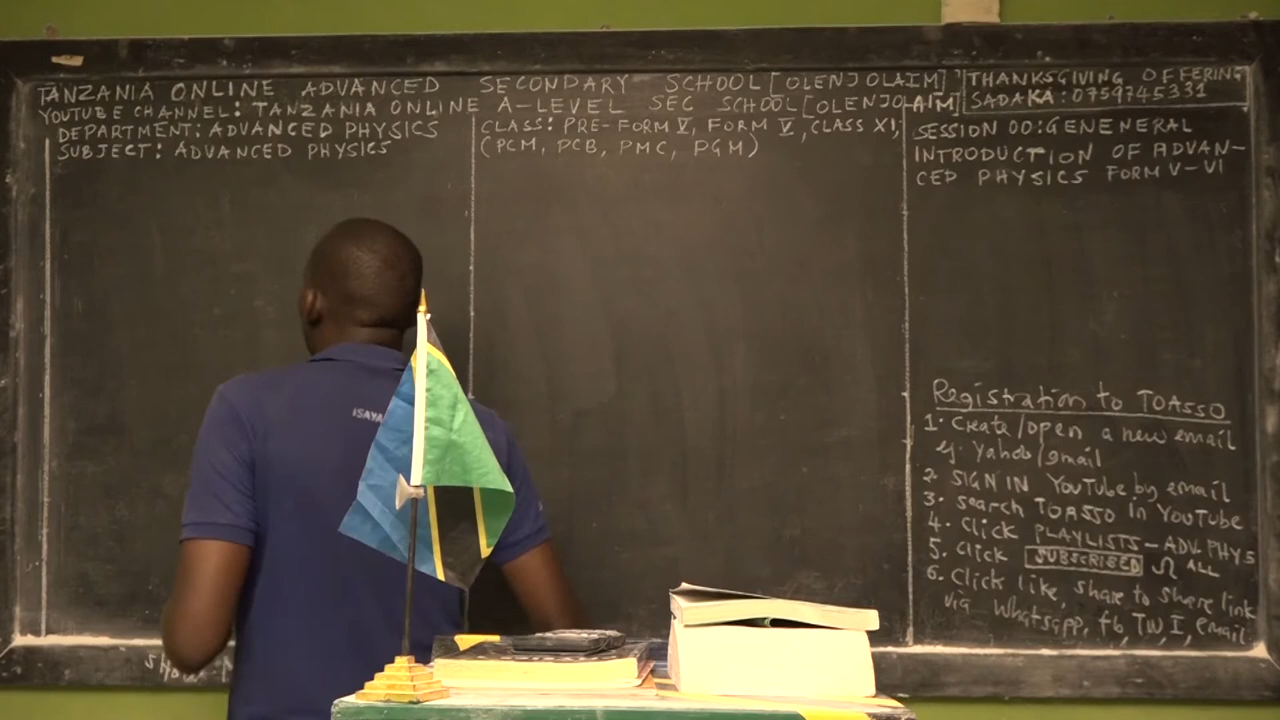 TANZANIA ONLINE ADVANCED SECONDARY SCHOOL [OLENJOLAIM]
YOUTUBE CHANNEL: TANZANIA ONLINE A-LEVEL SEC SCHOOL [OLENJOLAIM]
DEPARTMENT: ADVANCED PHYSICS
SUBJECT: ADVANCED PHYSICS
CLASS: PRE-FORM V, FORM V, CLASS XI,
(PCM, PCB, PMC, PGM)
THANKSGIVING OFFERING
SADAKA: 0759745331
SESSION 00: GENENERAL
INTRODUCTION OF ADVAN-
CED PHYSICS FORM V-VI
Registration to TOASSO
1. Create/open a new email
eg Yahoo/gmail
2. SIGN IN YouTube by email
3. Search TOASSO in YouTUBE
4. Click PLAYLISTS - ADV. PHYS
5. Click SUBSCRIBED ALL
6. Click like, share to share link
via Whatsapp, fb, TW, I, email
ISAYA